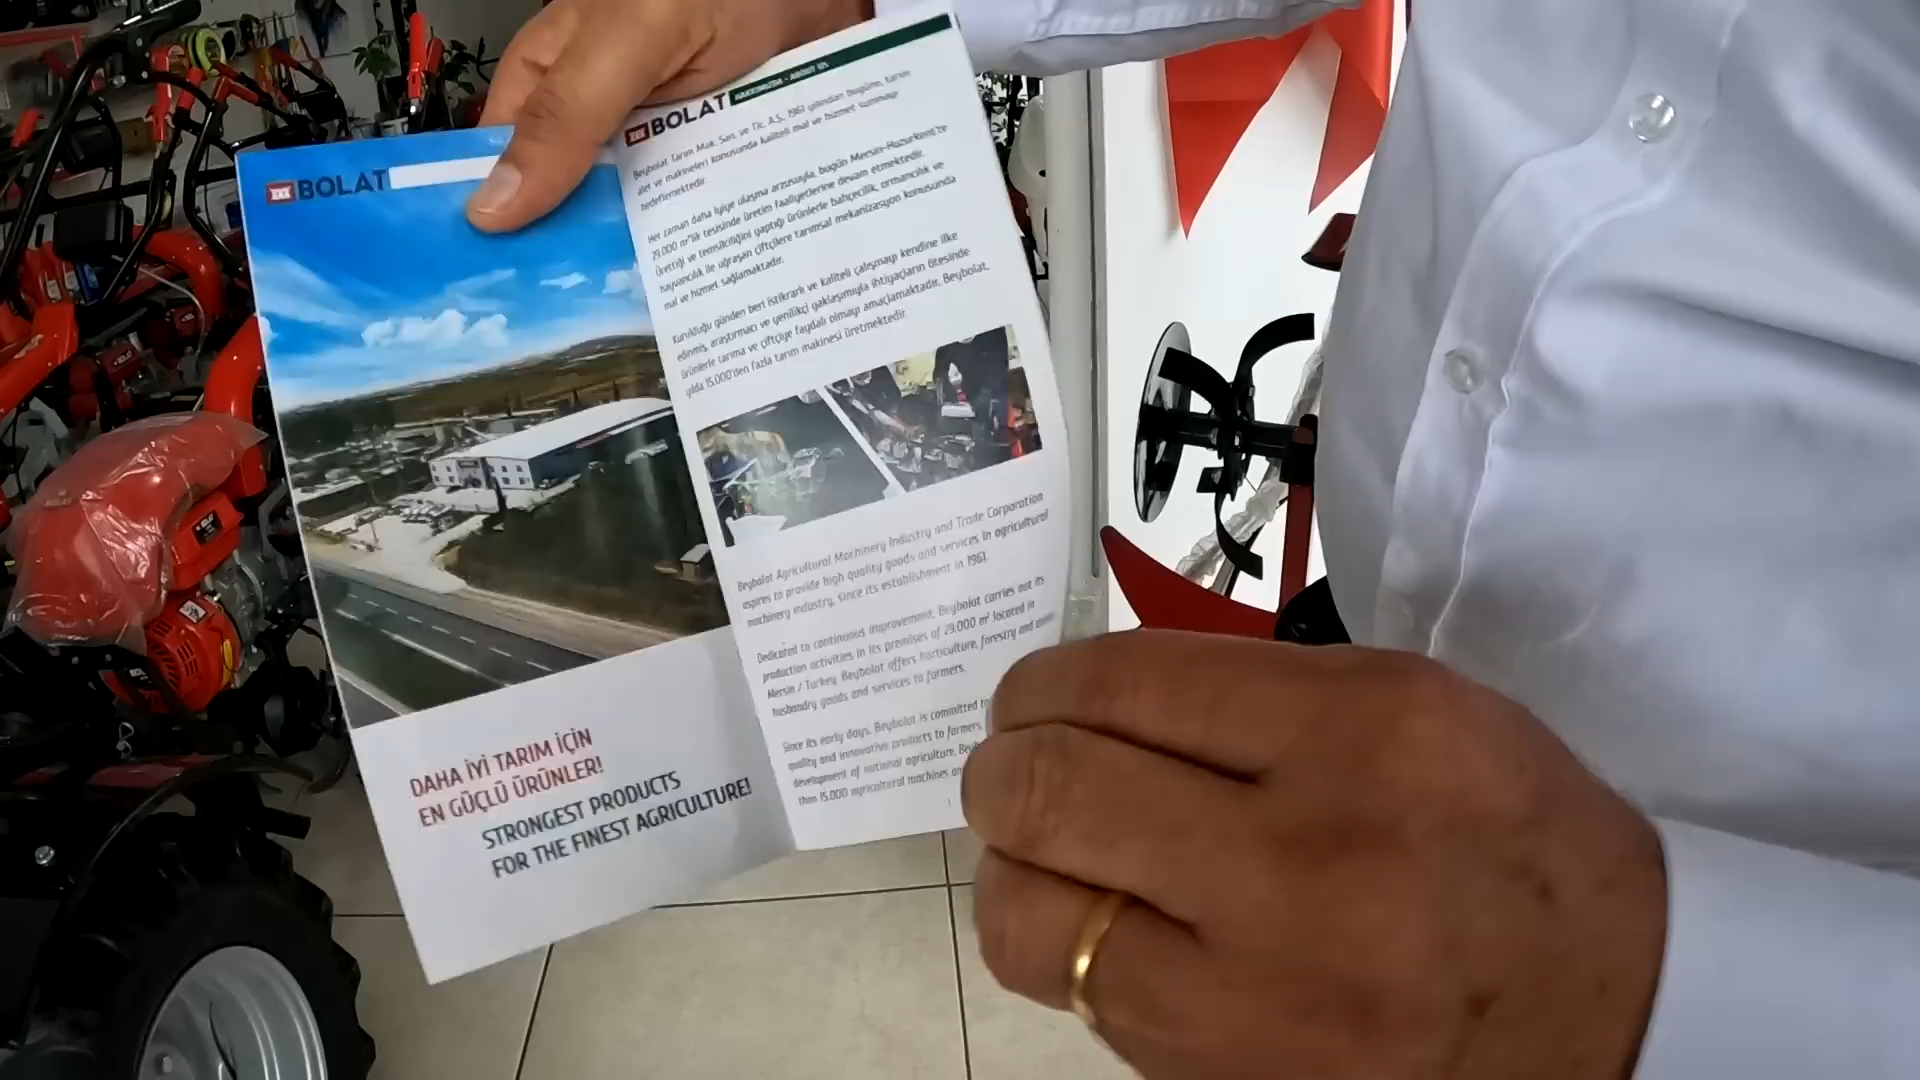 BOLAT
DAHA İYİ TARIM İÇİN
EN GÜÇLÜ ÜRÜNLER!
STRONGEST PRODUCTS
FOR THE FINEST AGRICULTURE!
BOLAT
HAKKIMIZDA - ABOUT US
Beybolat Tarım Mak. San. ve Tic. A.Ş., 1961 yılından bugüne, tarım
alet ve makineleri konusunda kaliteli mal ve hizmet sunmayı
hedeflemektedir.
Her zaman daha iyiye ulaşma arzusuyla, bugün Mersin-Huzurkent'te
29.000 m²'lik tesisinde üretim faaliyetlerine devam etmektedir.
Ürettiği ve temsilciliğini yaptığı ürünlerle bahçecilik, ormancılık ve
hayvancılık ile uğraşan çiftçilere tarımsal mekanizasyon konusunda
mal ve hizmet sağlamaktadır.
Kurulduğu günden beri istikrarlı ve kaliteli çalışmayı kendine ilke
edinmiş, araştırmacı ve yenilikçi yaklaşımıyla ihtiyaçların ötesinde
ürünlerle tarıma ve çiftçiye faydalı olmayı amaçlamaktadır. Beybolat,
yılda 15.000'den fazla tarım makinesi üretmektedir.
Beybolat Agricultural Machinery Industry and Trade Corporation
aspires to provide high quality goods and services in agricultural
machinery industry, since its establishment in 1961.
Dedicated to continuous improvement, Beybolat carries out its
production activities in its premises of 29.000 m² located in
Mersin / Turkey. Beybolat offers horticulture, forestry and
husbandry goods and services to farmers.
Since its early days, Beybolat is committed to
quality and innovative products to farmers
development of national agriculture.
than 15.000 agricultural machines